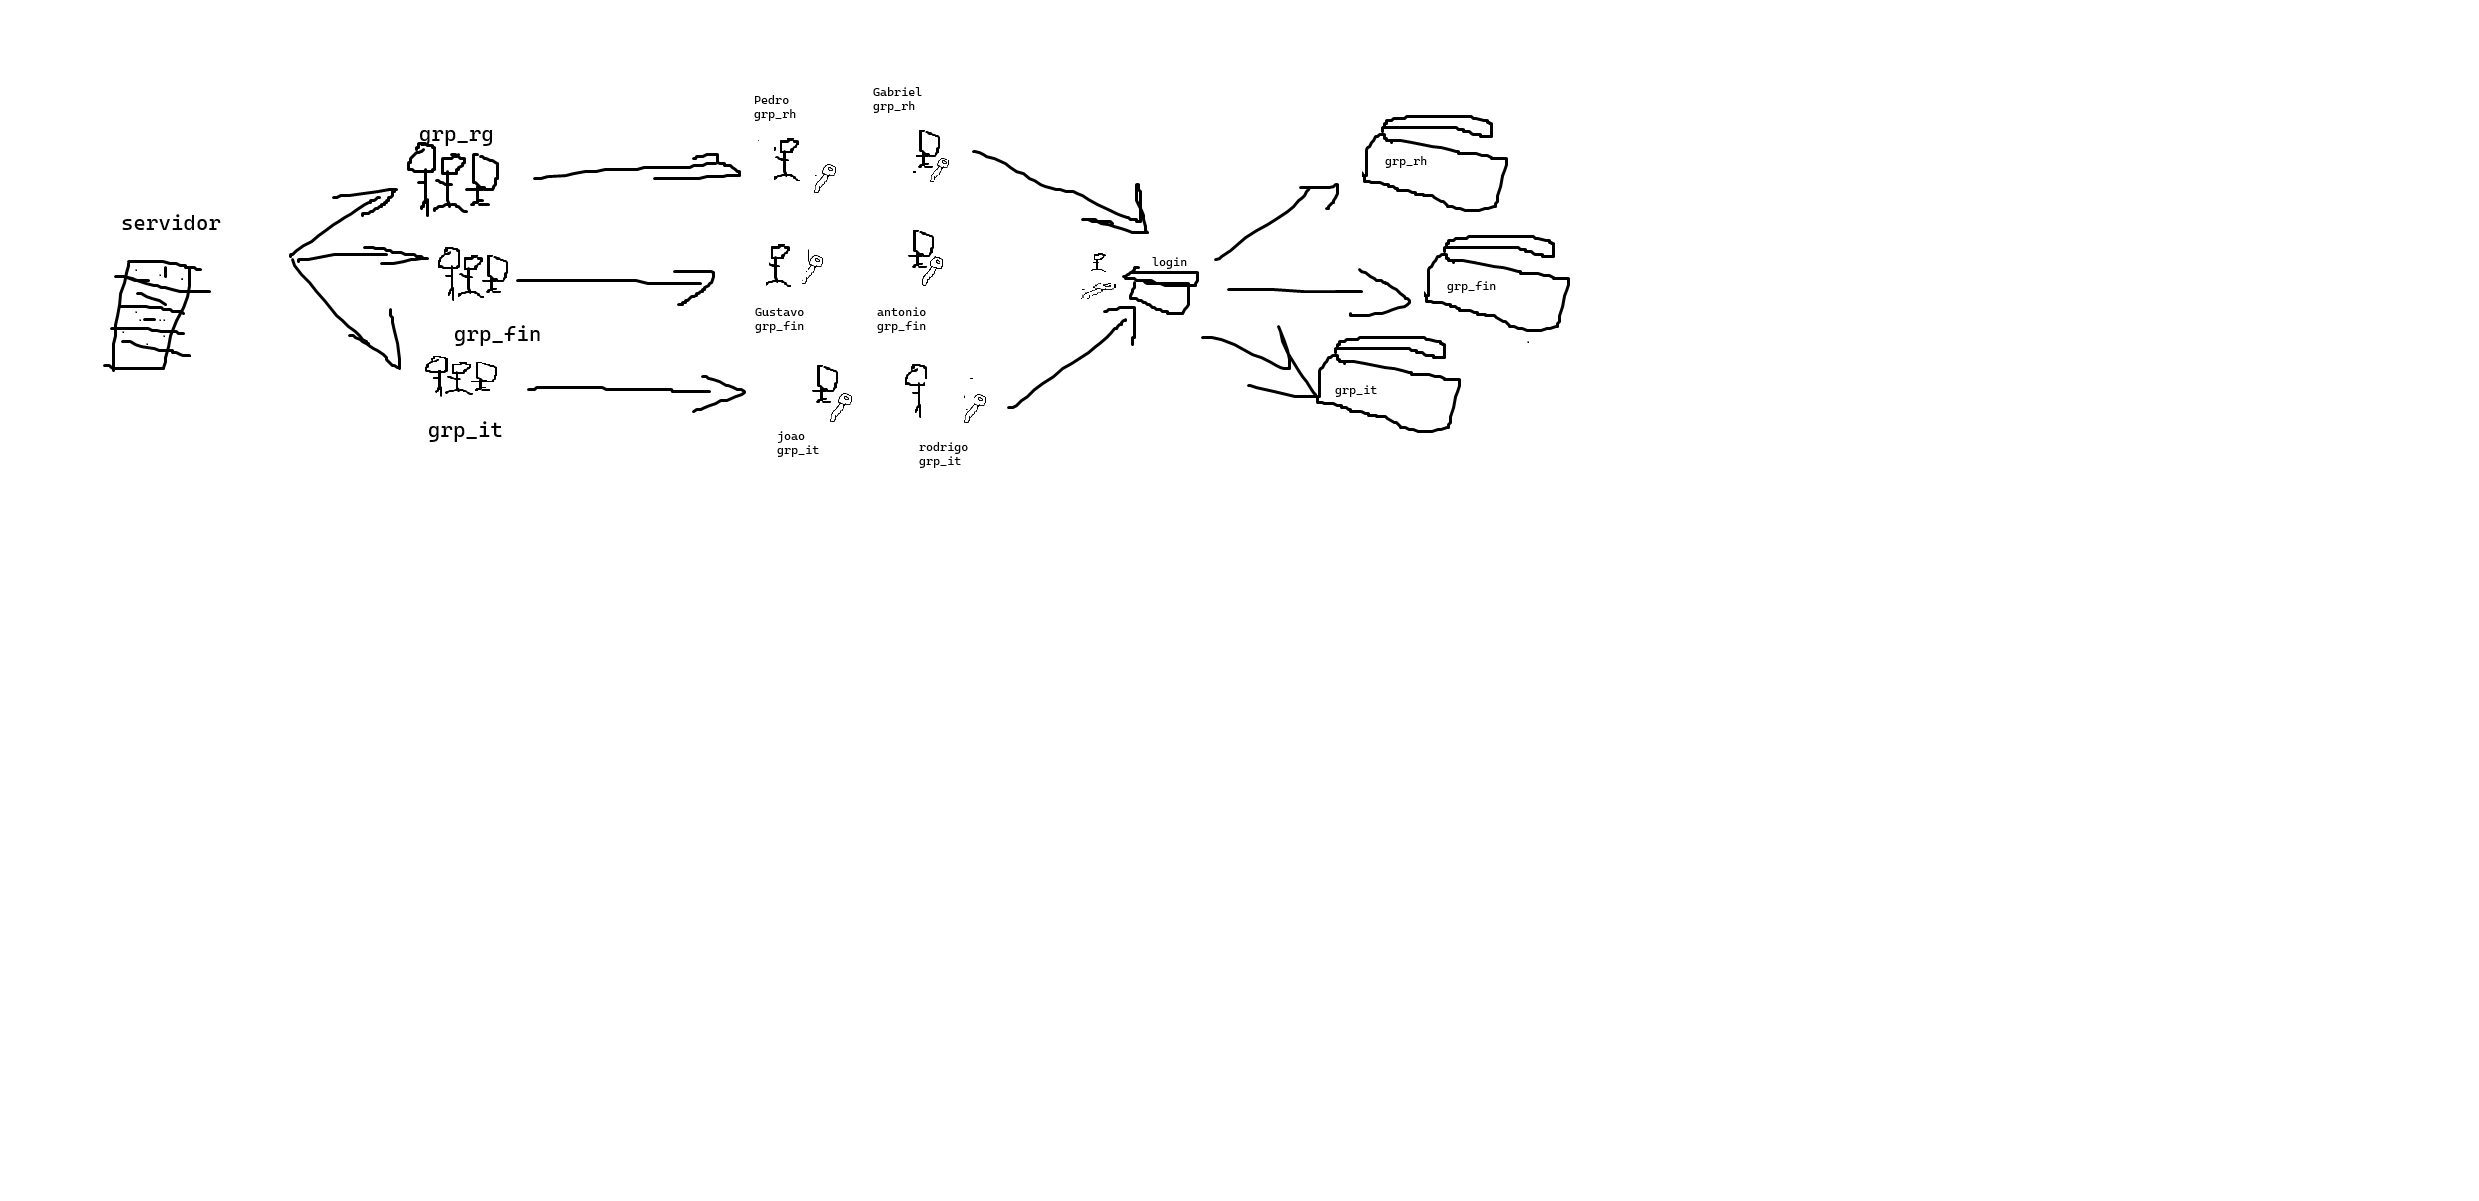 servidor
grp_rg
grp_fin
grp_it
Pedro
grp_rh
Gabriel
grp_rh
Gustavo
grp_fin
antonio
grp_fin
joao
grp_it
rodrigo
grp_it
login
grp_rh
grp_fin
grp_it